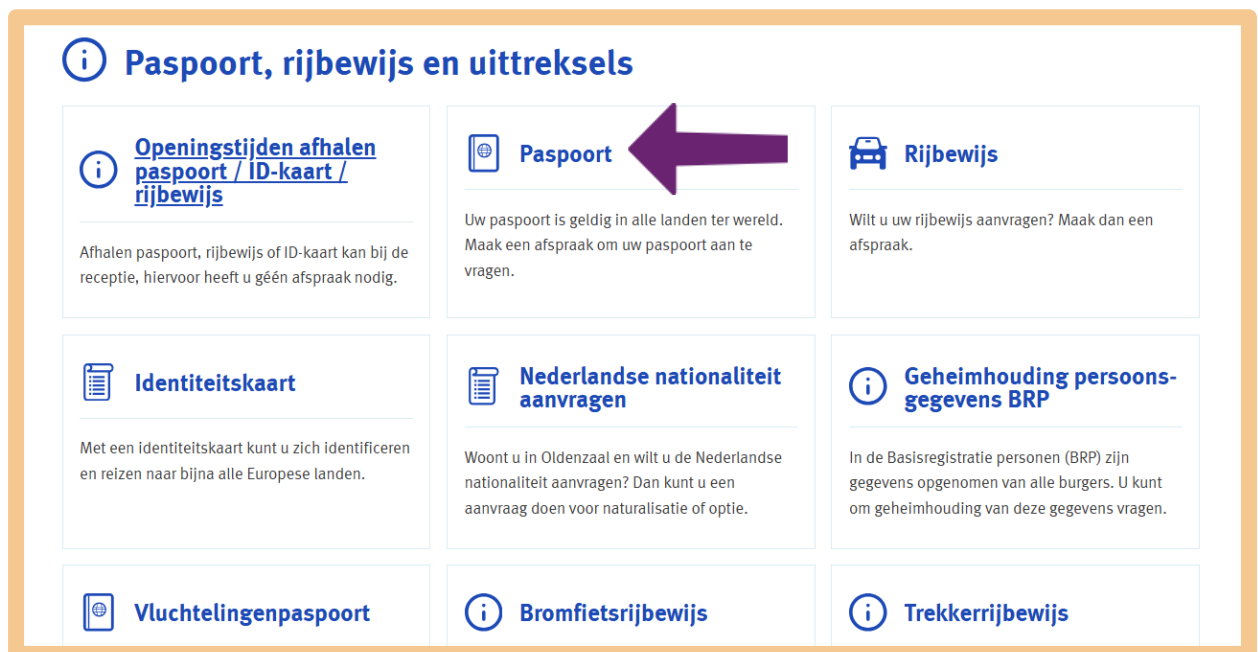 Paspoort, rijbewijs en uittreksels
Openingstijden afhalen
paspoort / ID-kaart /
rijbewijs
Afhalen paspoort, rijbewijs of ID-kaart kan bij de
receptie, hiervoor heeft u géén afspraak nodig.
Paspoort
Uw paspoort is geldig in alle landen ter wereld.
Maak een afspraak om uw paspoort aan te
vragen.
Rijbewijs
Wilt u uw rijbewijs aanvragen? Maak dan een
afspraak.
Identiteitskaart
Met een identiteitskaart kunt u zich identificeren
en reizen naar bijna alle Europese landen.
Nederlandse nationaliteit
aanvragen
Woont u in Oldenzaal en wilt u de Nederlandse
nationaliteit aanvragen? Dan kunt u een
aanvraag doen voor naturalisatie of optie.
Geheimhouding persoons-
gegevens BRP
In de Basisregistratie personen (BRP) zijn
gegevens opgenomen van alle burgers. U kunt
om geheimhouding van deze gegevens vragen.
Vluchtelingenpaspoort
Bromfietsrijbewijs
Trekkerrijbewijs